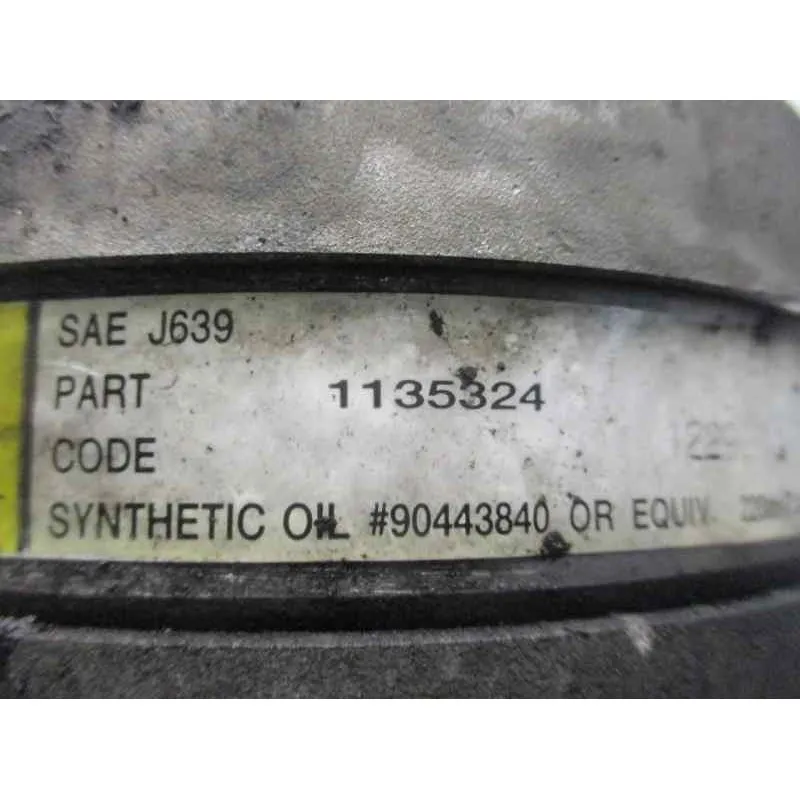 SAE J639
PART 1135324
CODE
SYNTHETIC OIL #90443840 OR EQUIV.